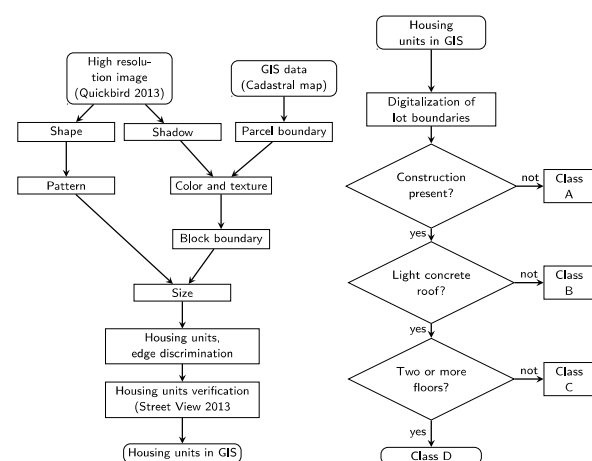 High resolu-
tion image
(Quickbird 2013)
GIS data
(Cadastral map)
Shape
Shadow
Parcel boundary
Pattern
Color and texture
Block boundary
Size
Housing units,
edge discrimination
Housing units verification
(Street View 2013
Housing units in GIS
Housing
units in GIS
Digitalization of
lot boundaries
Construction
present?
not
Class
A
yes
Light concrete
roof?
not
Class
B
yes
Two or more
floors?
not
Class
C
yes
Class D